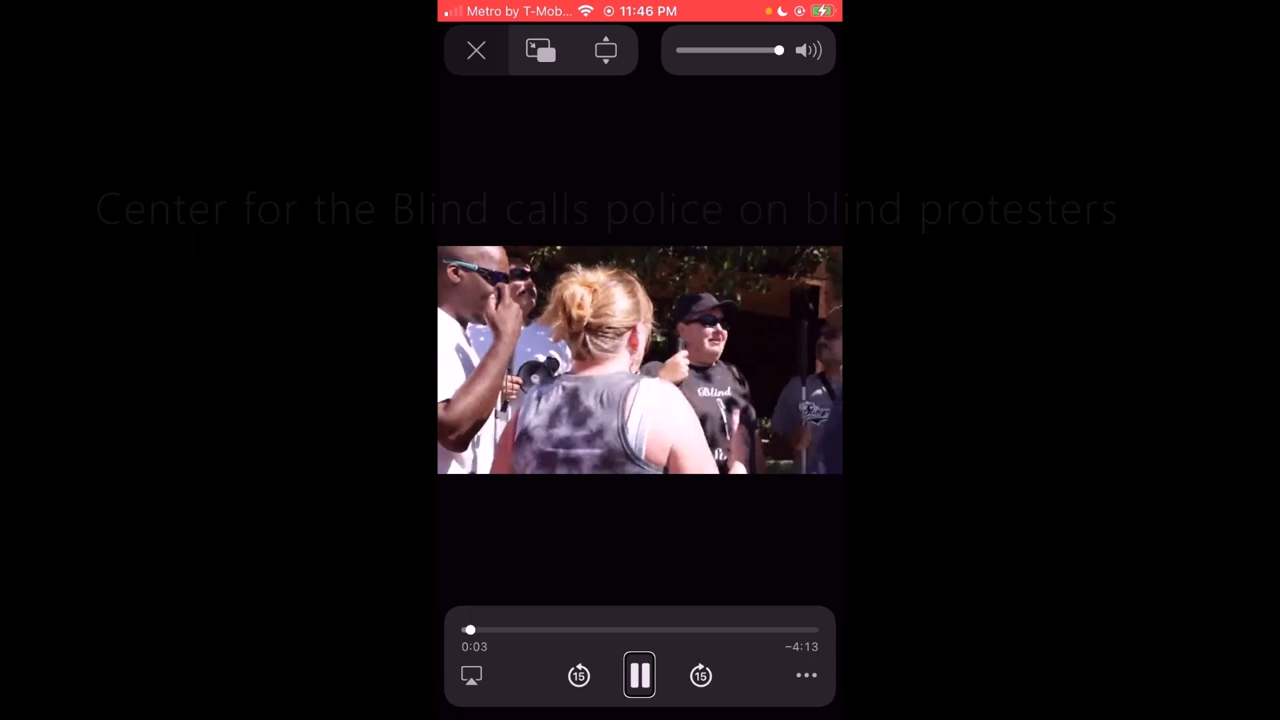 Metro by T-Mob... 11:46 PM
Center for the Blind calls police on blind protesters
Blind
0:03
−4:13
15
15